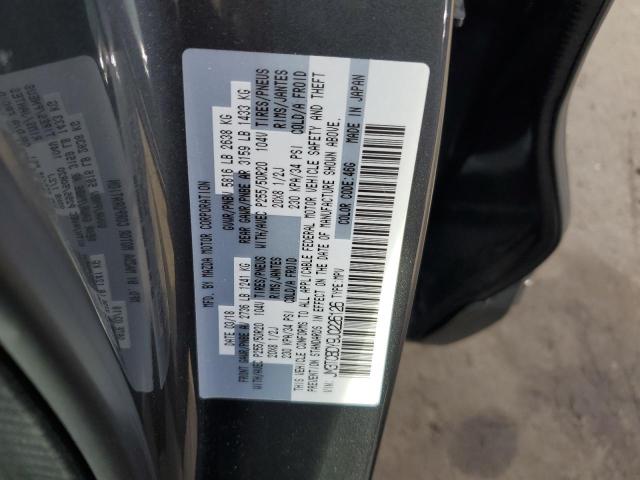 MFD. BY MAZDA MOTOR CORPORATION
DATE 03/18 GVWR/PNBV 5816 LB 2638 KG
FRONT GAWR/PNBE AV 2736 LB 1241 KG REAR GAWR/PNBE AR 3159 LB 1433 KG
WITH/AVEC P255/50R20 104V TIRES/PNEUS WITH/AVEC P255/50R20 104V TIRES/PNEUS
20X8 1/2J RIMS/JANTES 20X8 1/2J RIMS/JANTES
230 KPA/34 PSI COLD/A FROID 230 KPA/34 PSI COLD/A FROID
THIS VEHICLE CONFORMS TO ALL APPLICABLE FEDERAL MOTOR VEHICLE SAFETY AND THEFT
PREVENTION STANDARDS IN EFFECT ON THE DATE OF MANUFACTURE SHOWN ABOVE.
VIN: JM3TCBDY9J0226126 TYPE:MPV COLOR CODE:46G MADE IN JAPAN